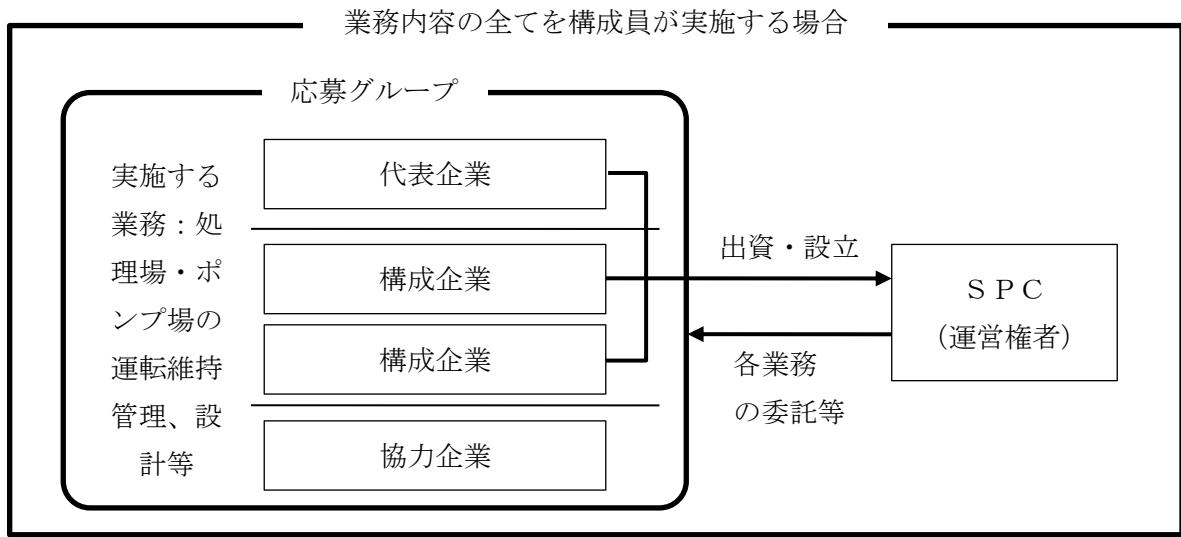 業務内容の全てを構成員が実施する場合
応募グループ
実施する
業務：処
理場・ポ
ンプ場の
運転維持
管理、設
計等
代表企業
構成企業
構成企業
協力企業
出資・設立
各業務
の委託等
ＳＰＣ
（運営権者）